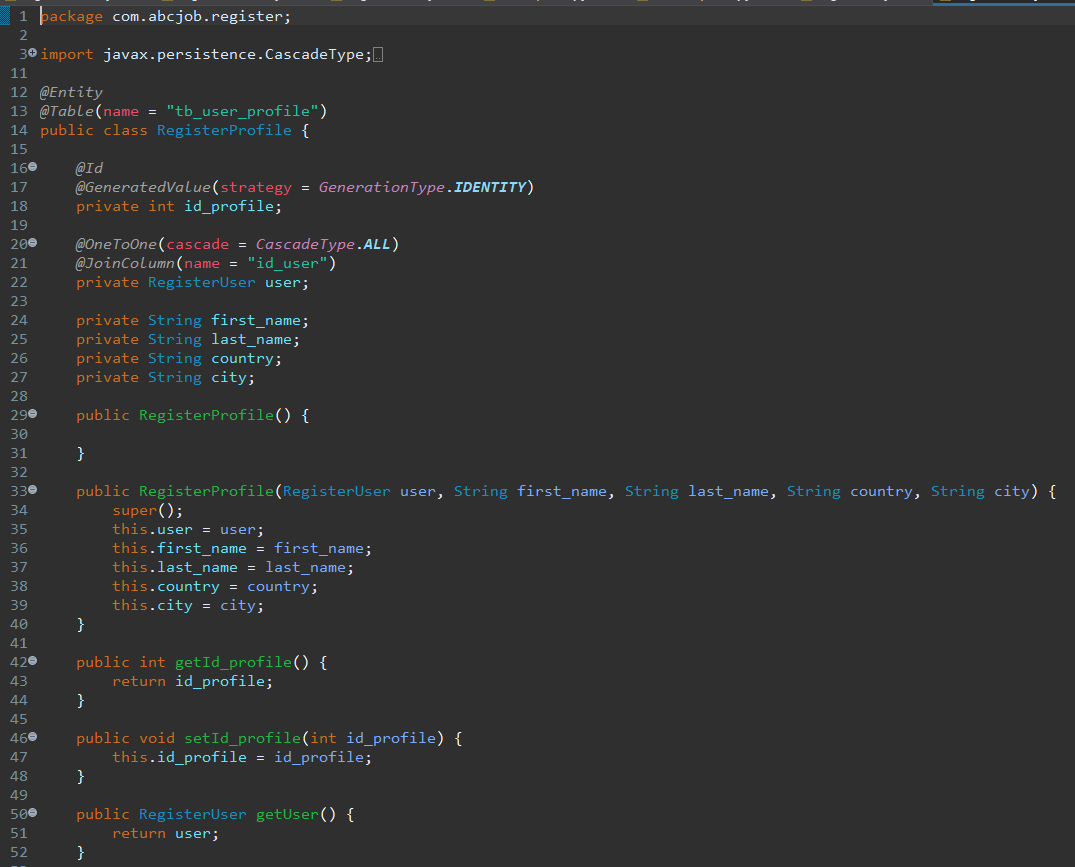 1 package com.abcjob.register;
2
3 import javax.persistence.CascadeType;
11
12 @Entity
13 @Table(name = "tb_user_profile")
14 public class RegisterProfile {
15
16 @Id
17 @GeneratedValue(strategy = GenerationType.IDENTITY)
18 private int id_profile;
19
20 @OneToOne(cascade = CascadeType.ALL)
21 @JoinColumn(name = "id_user")
22 private RegisterUser user;
23
24 private String first_name;
25 private String last_name;
26 private String country;
27 private String city;
28
29 public RegisterProfile() {
30
31 }
32
33 public RegisterProfile(RegisterUser user, String first_name, String last_name, String country, String city) {
34 super();
35 this.user = user;
36 this.first_name = first_name;
37 this.last_name = last_name;
38 this.country = country;
39 this.city = city;
40 }
41
42 public int getId_profile() {
43 return id_profile;
44 }
45
46 public void setId_profile(int id_profile) {
47 this.id_profile = id_profile;
48 }
49
50 public RegisterUser getUser() {
51 return user;
52 }